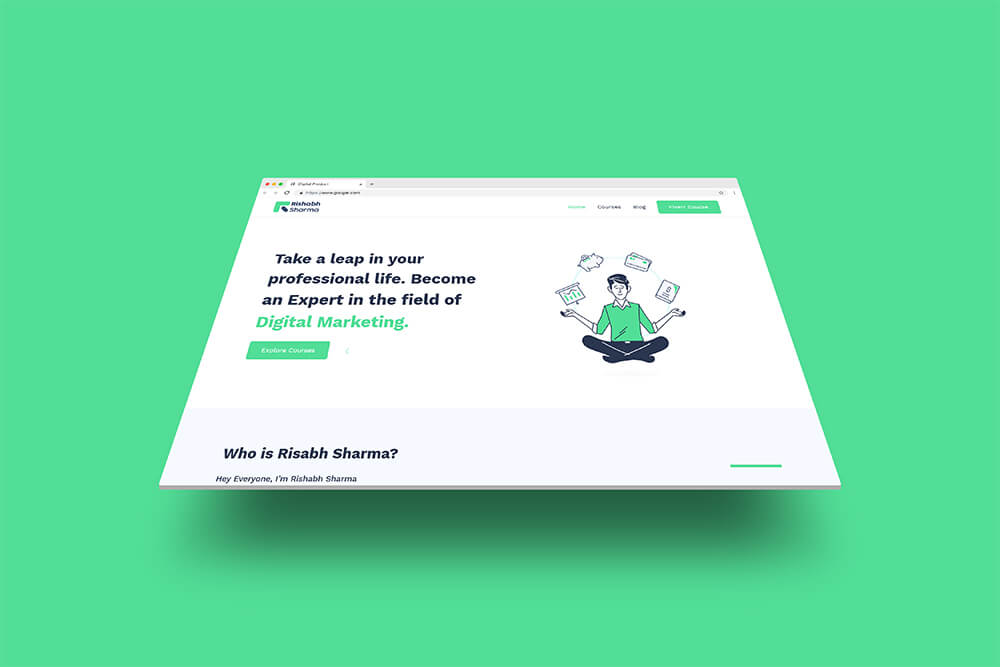 Digital Product
https://www.google.com
Rishabh
Sharma
Home
Courses
Blog
Fiverr Course
Take a leap in your
professional life. Become
an Expert in the field of
Digital Marketing.
Explore Courses
Who is Risabh Sharma?
Hey Everyone, I'm Rishabh Sharma